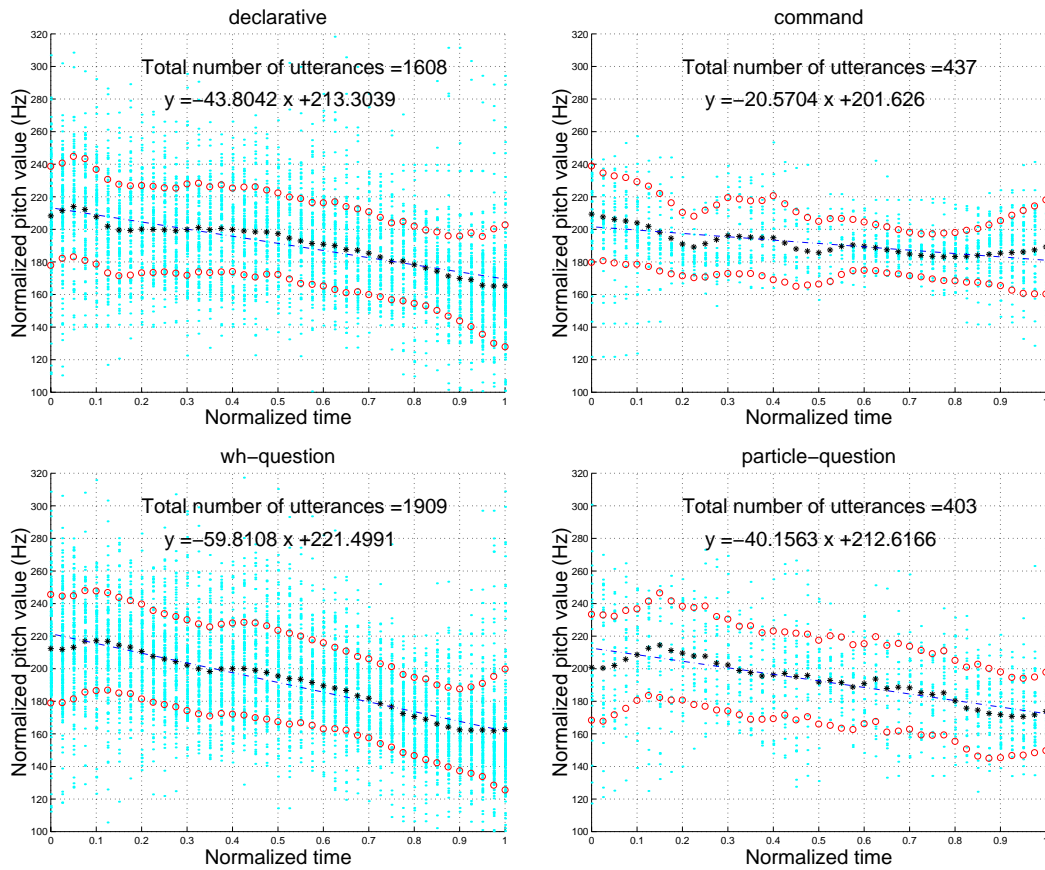 declarative
Normalized pitch value (Hz)
320
300
280
260
240
220
200
180
160
140
120
100
Total number of utterances =1608
y =−43.8042 x +213.3039
0 0.1 0.2 0.3 0.4 0.5 0.6 0.7 0.8 0.9 1
Normalized time
command
Normalized pitch value (Hz)
320
300
280
260
240
220
200
180
160
140
120
100
Total number of utterances =437
y =−20.5704 x +201.626
0 0.1 0.2 0.3 0.4 0.5 0.6 0.7 0.8 0.9 1
Normalized time
wh−question
Normalized pitch value (Hz)
320
300
280
260
240
220
200
180
160
140
120
100
Total number of utterances =1909
y =−59.8108 x +221.4991
0 0.1 0.2 0.3 0.4 0.5 0.6 0.7 0.8 0.9 1
Normalized time
particle−question
Normalized pitch value (Hz)
320
300
280
260
240
220
200
180
160
140
120
100
Total number of utterances =403
y =−40.1563 x +212.6166
0 0.1 0.2 0.3 0.4 0.5 0.6 0.7 0.8 0.9 1
Normalized time